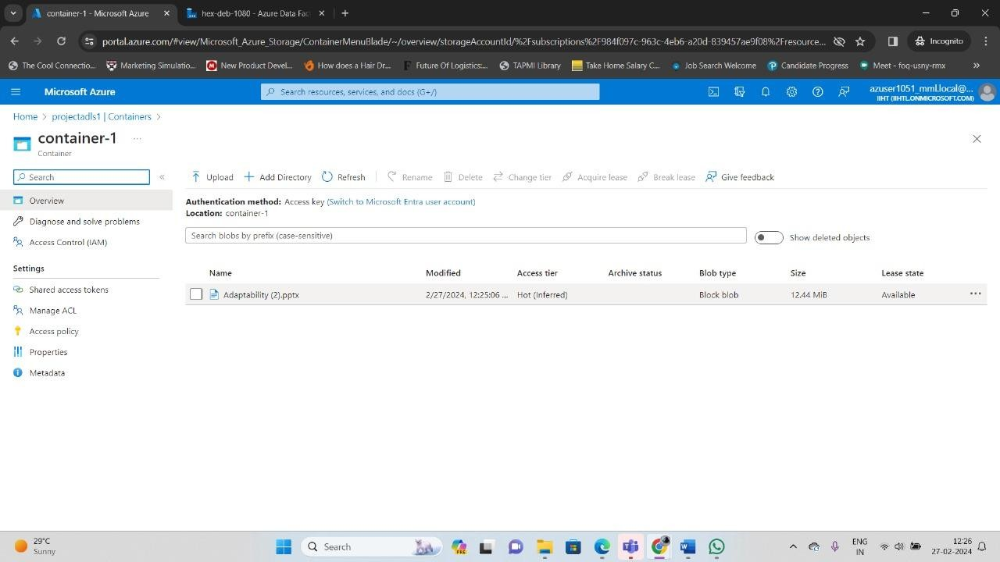 container-1 - Microsoft Azure
hex-deb-1080 - Azure Data Fac
portal.azure.com/#view/Microsoft_Azure_Storage/ContainerMenuBlade/~/overview/storageAccountId/%2Fsubscriptions%2F984f097c-963c-4eb6-a20d-839457ae9f08%2Fresource...
Incognito
The Cool Connectio...
Marketing Simulatio...
New Product Devel...
How does a Hair Dr...
Future Of Logistics:...
TAPMI Library
Take Home Salary C...
Job Search Welcome
Candidate Progress
Meet - foq-usny-rmx
Microsoft Azure
Search resources, services, and docs (G+/)
azuser1051_mml.local@...
IIHT (IIHTL.ONMICROSOFT.COM)
Home > projectadls1 | Containers >
container-1 ...
Container
Search
Upload
Add Directory
Refresh
Rename
Delete
Change tier
Acquire lease
Break lease
Give feedback
Overview
Diagnose and solve problems
Access Control (IAM)
Settings
Shared access tokens
Manage ACL
Access policy
Properties
Metadata
Authentication method: Access key (Switch to Microsoft Entra user account)
Location: container-1
Search blobs by prefix (case-sensitive)
Show deleted objects
Name Modified Access tier Archive status Blob type Size Lease state
Adaptability (2).pptx 2/27/2024, 12:25:06 ... Hot (Inferred) Block blob 12.44 MiB Available ...
29°C
Sunny
Search
PRE
ENG
IN
12:26
27-02-2024